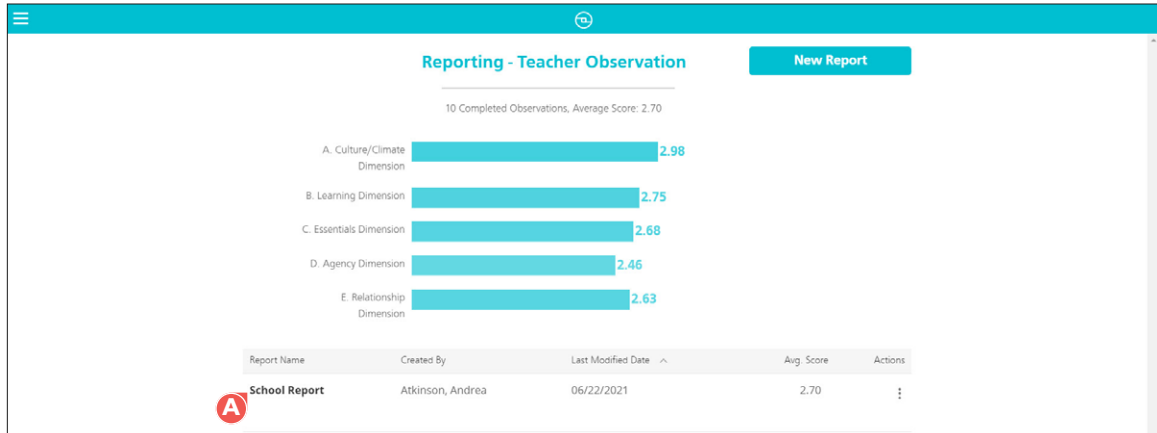 Reporting - Teacher Observation
New Report
10 Completed Observations, Average Score: 2.70
A. Culture/Climate
Dimension
2.98
B. Learning Dimension
2.75
C. Essentials Dimension
2.68
D. Agency Dimension
2.46
E. Relationship
Dimension
2.63
Report Name Created By Last Modified Date Avg. Score Actions
School Report Atkinson, Andrea 06/22/2021 2.70
A